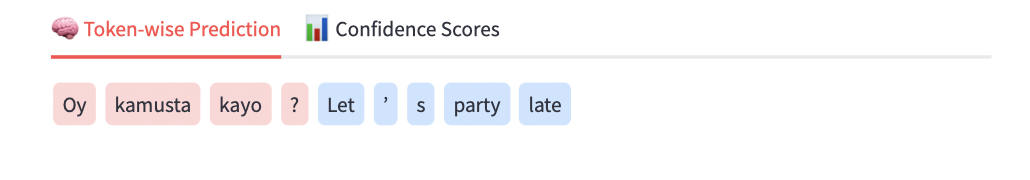 Token-wise Prediction Confidence Scores
Oy kamusta kayo ? Let ’ s party late